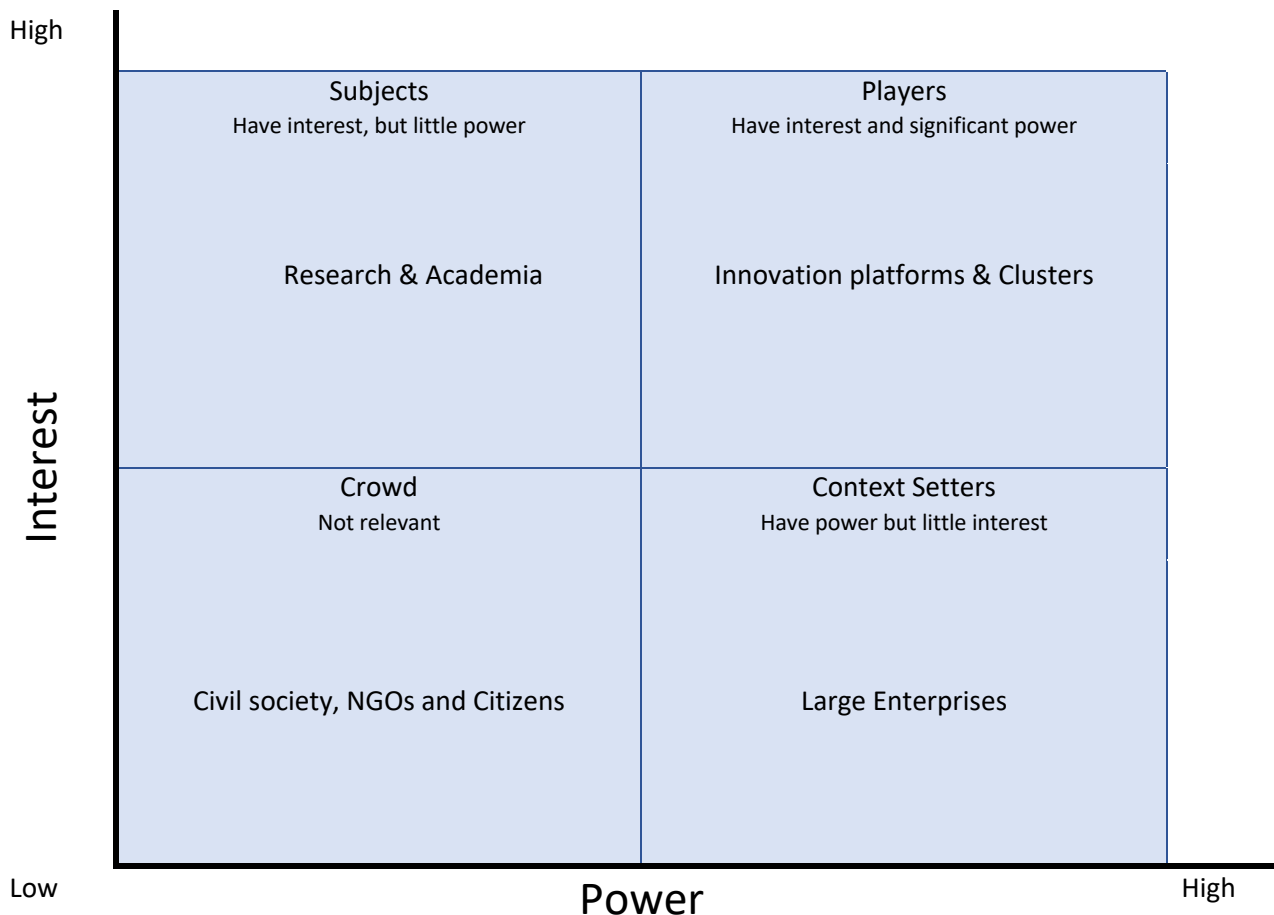 High
Subjects
Have interest, but little power
Players
Have interest and significant power
Research & Academia
Innovation platforms & Clusters
Interest
Crowd
Not relevant
Context Setters
Have power but little interest
Civil society, NGOs and Citizens
Large Enterprises
Low
Power
High